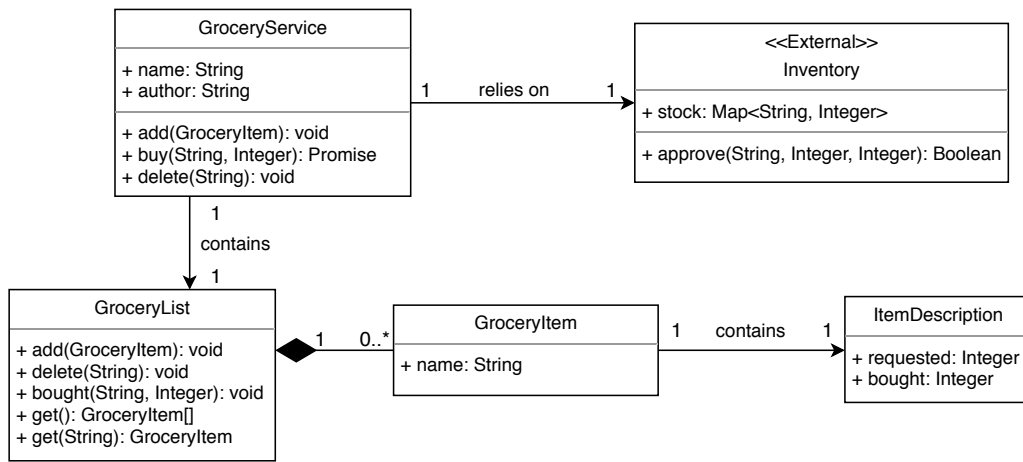 GroceryService
+ name: String
+ author: String
+ add(GroceryItem): void
+ buy(String, Integer): Promise
+ delete(String): void
1 relies on 1
<<External>>
Inventory
+ stock: Map<String, Integer>
+ approve(String, Integer, Integer): Boolean
1
contains
1
GroceryList
+ add(GroceryItem): void
+ delete(String): void
+ bought(String, Integer): void
+ get(): GroceryItem[]
+ get(String): GroceryItem
1 0..*
GroceryItem
+ name: String
1 contains 1
ItemDescription
+ requested: Integer
+ bought: Integer